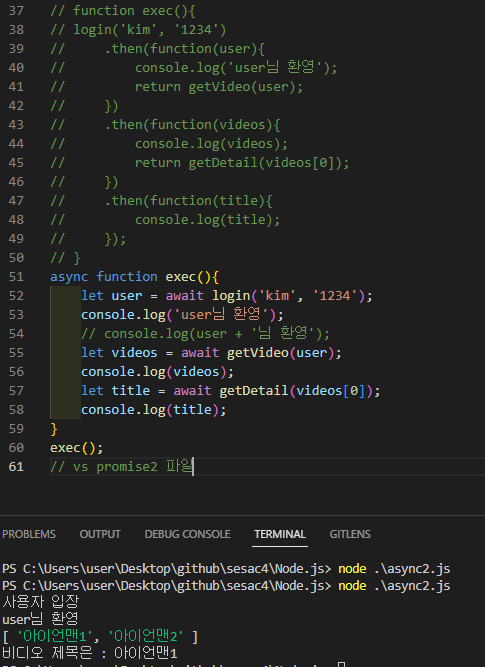 37 // function exec(){
38 // login('kim', '1234')
39 //     .then(function(user){
40 //         console.log('user님 환영');
41 //         return getVideo(user);
42 //     })
43 //     .then(function(videos){
44 //         console.log(videos);
45 //         return getDetail(videos[0]);
46 //     })
47 //     .then(function(title){
48 //         console.log(title);
49 //     });
50 // }
51 async function exec(){
52     let user = await login('kim', '1234');
53     console.log('user님 환영');
54     // console.log(user + '님 환영');
55     let videos = await getVideo(user);
56     console.log(videos);
57     let title = await getDetail(videos[0]);
58     console.log(title);
59 }
60 exec();
61 // vs promise2 파일
PROBLEMS OUTPUT DEBUG CONSOLE TERMINAL GITLENS
PS C:\Users\user\Desktop\github\sesac4\Node.js> node .\async2.js
PS C:\Users\user\Desktop\github\sesac4\Node.js> node .\async2.js
사용자 입장
user님 환영
[ '아이언맨1', '아이언맨2' ]
비디오 제목은 : 아이언맨1